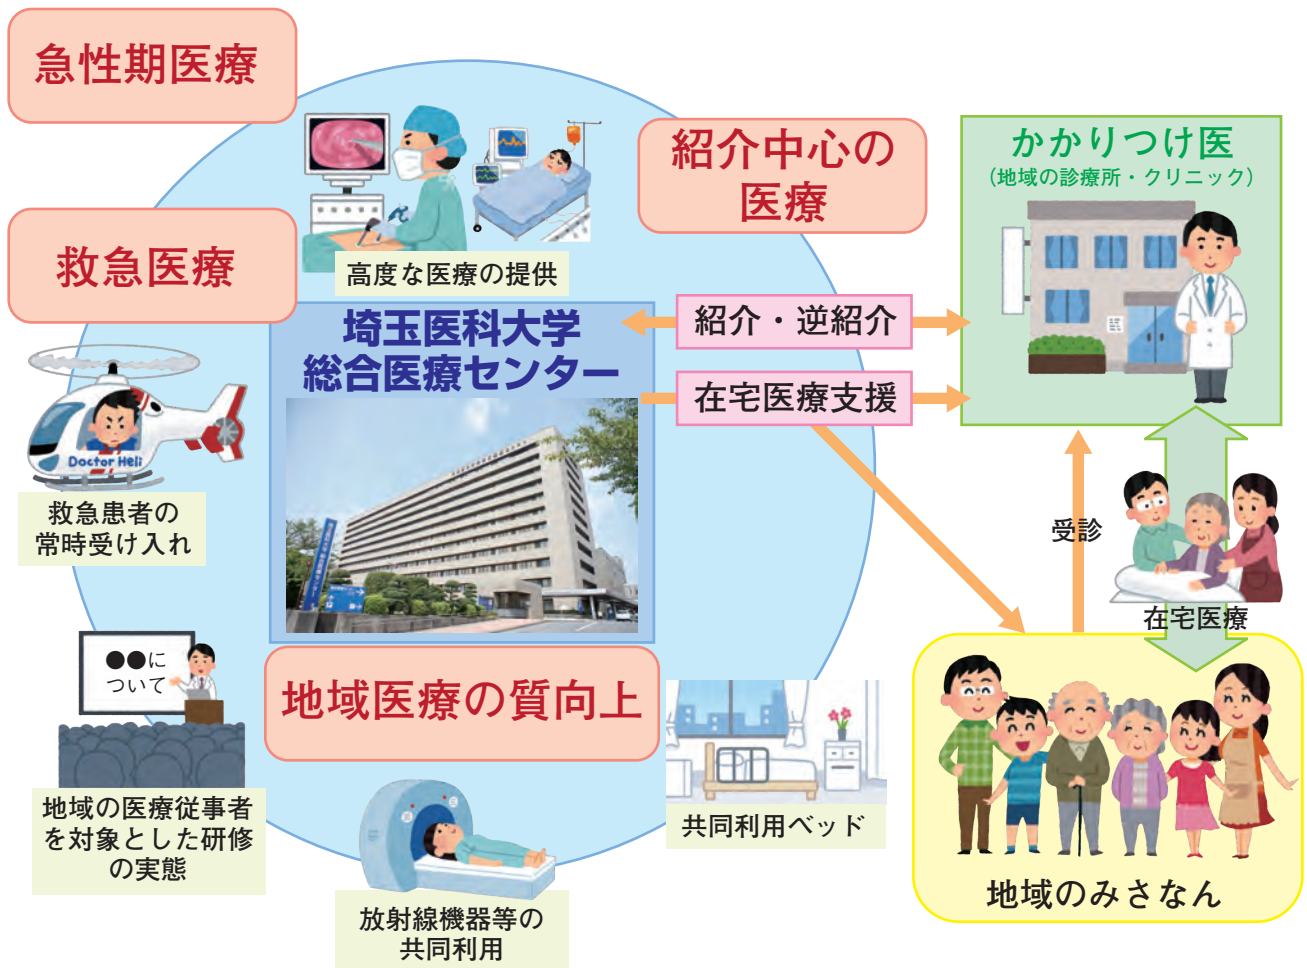 急性期医療
救急医療
高度な医療の提供
紹介中心の
医療
かかりつけ医
(地域の診療所・クリニック)
埼玉医科大学
総合医療センター
紹介・逆紹介
在宅医療支援
Doctor Heli
救急患者の
常時受け入れ
受診
在宅医療
●●に
ついて
地域医療の質向上
地域の医療従事者
を対象とした研修
の実態
共同利用ベッド
放射線機器等の
共同利用
地域のみさなん